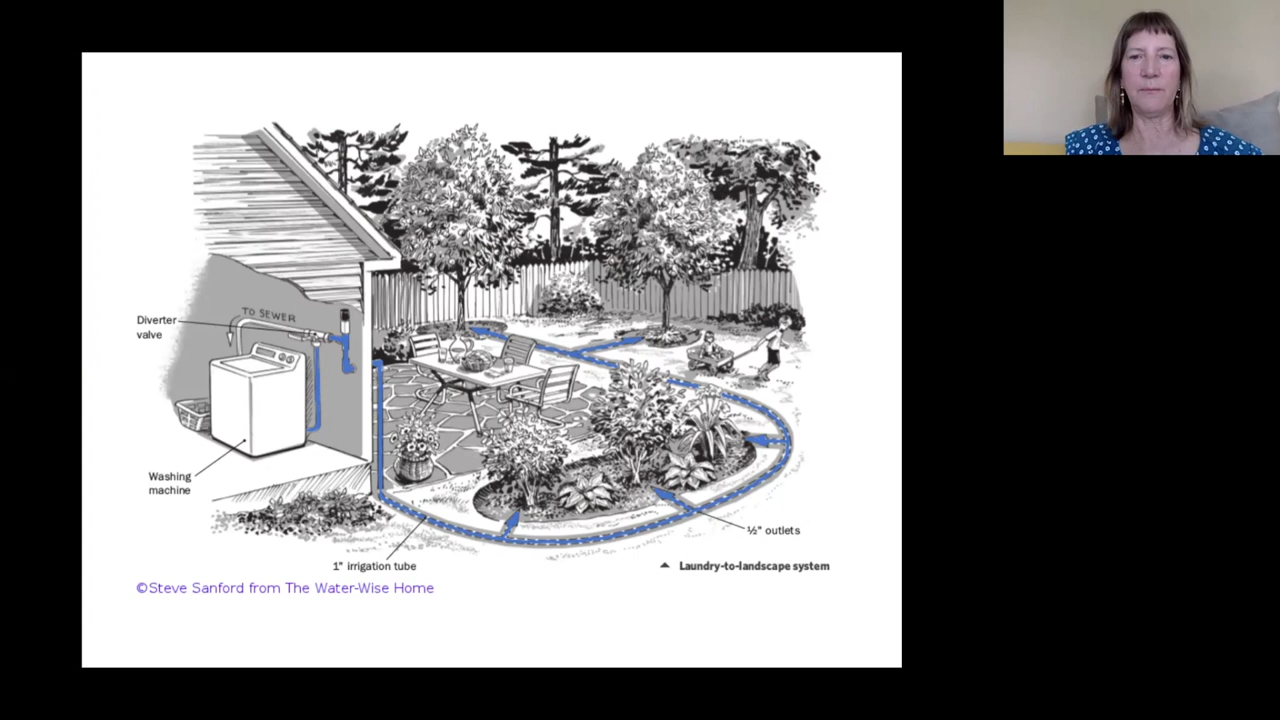 TO SEWER
Diverter
valve
Washing
machine
½" outlets
1" irrigation tube
Laundry-to-landscape system
©Steve Sanford from The Water-Wise Home